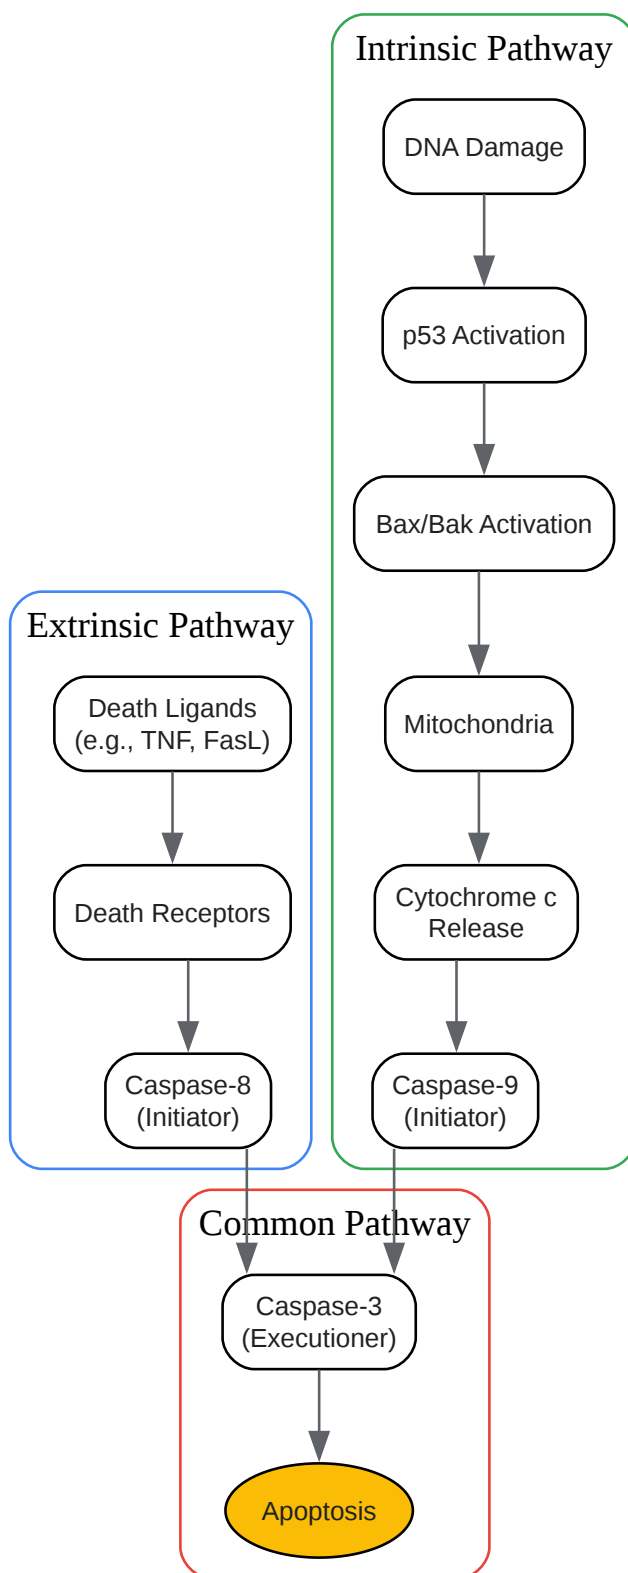 Intrinsic Pathway
DNA Damage
p53 Activation
Bax/Bak Activation
Mitochondria
Cytochrome c
Release
Caspase-9
(Initiator)
Extrinsic Pathway
Death Ligands
(e.g., TNF, FasL)
Death Receptors
Caspase-8
(Initiator)
Common Pathway
Caspase-3
(Executioner)
Apoptosis